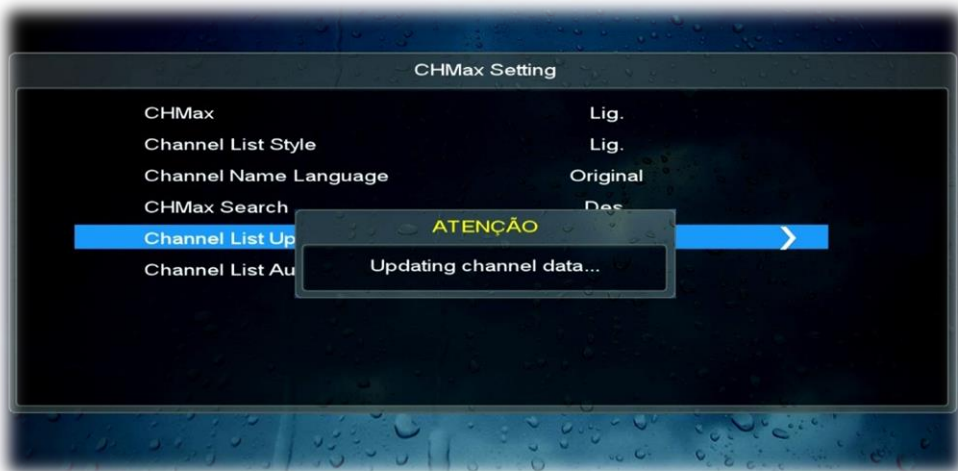 CHMax Setting
CHMax Lig.
Channel List Style Lig.
Channel Name Language Original
CHMax Search Des
Channel List Up
Channel List Au
ATENÇÃO
Updating channel data...